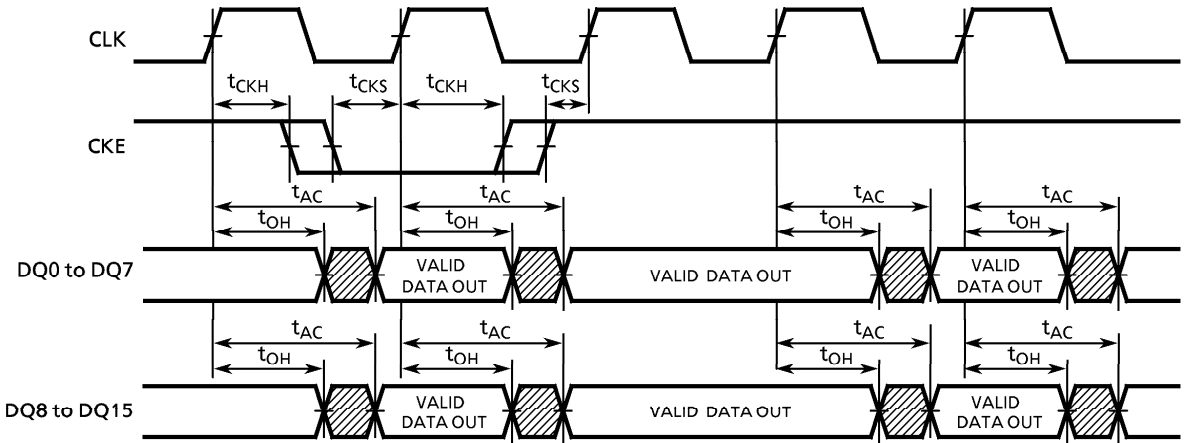 CLK
tCKH tCKS tCKH tCKS
CKE
tAC tAC tAC tAC
tOH tOH tOH tOH
DQ0 to DQ7
VALID DATA OUT
VALID DATA OUT
VALID DATA OUT
tAC tAC tAC tAC
tOH tOH tOH tOH
DQ8 to DQ15
VALID DATA OUT
VALID DATA OUT
VALID DATA OUT